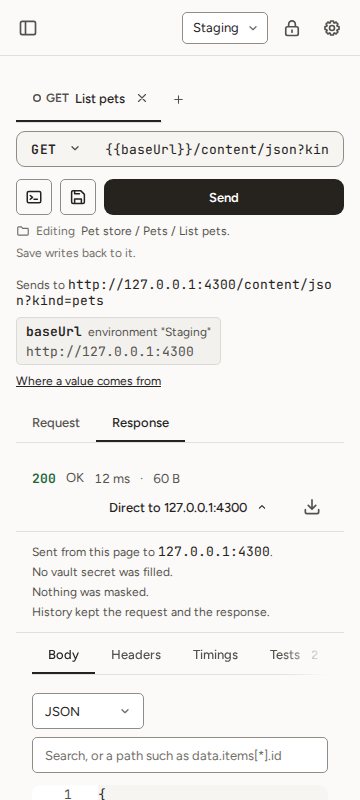 Staging
GET List pets
GET {{baseUrl}}/content/json?kin
Send
Editing Pet store / Pets / List pets.
Save writes back to it.
Sends to http://127.0.0.1:4300/content/jso
n?kind=pets
baseUrl environment "Staging"
http://127.0.0.1:4300
Where a value comes from
Request Response
200 OK 12 ms · 60 B
Direct to 127.0.0.1:4300
Sent from this page to 127.0.0.1:4300.
No vault secret was filled.
Nothing was masked.
History kept the request and the response.
Body Headers Timings Tests 2
JSON
Search, or a path such as data.items[*].id
1 {